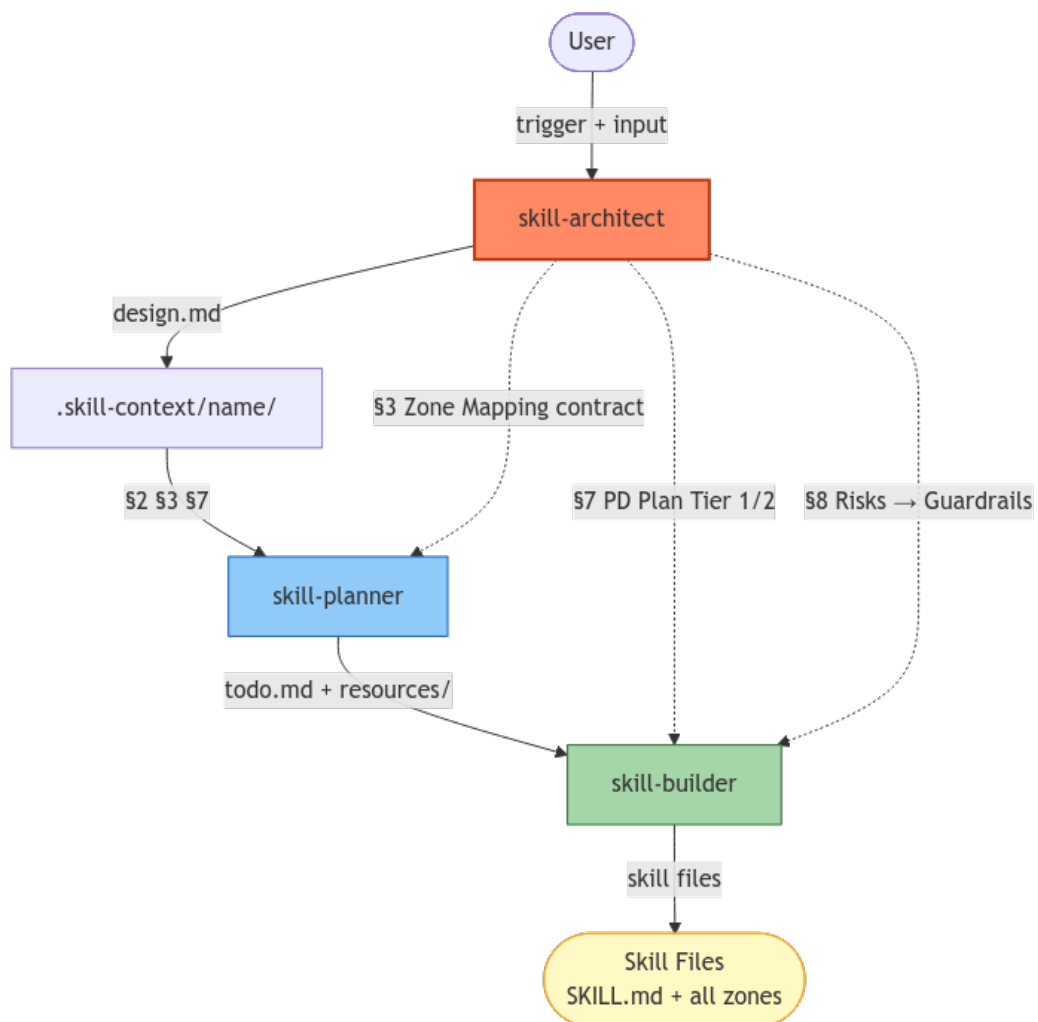 User
trigger + input
skill-architect
design.md
.skill-context/name/
§3 Zone Mapping contract
§2 §3 §7
§7 PD Plan Tier 1/2
§8 Risks → Guardrails
skill-planner
todo.md + resources/
skill-builder
skill files
Skill Files
SKILL.md + all zones